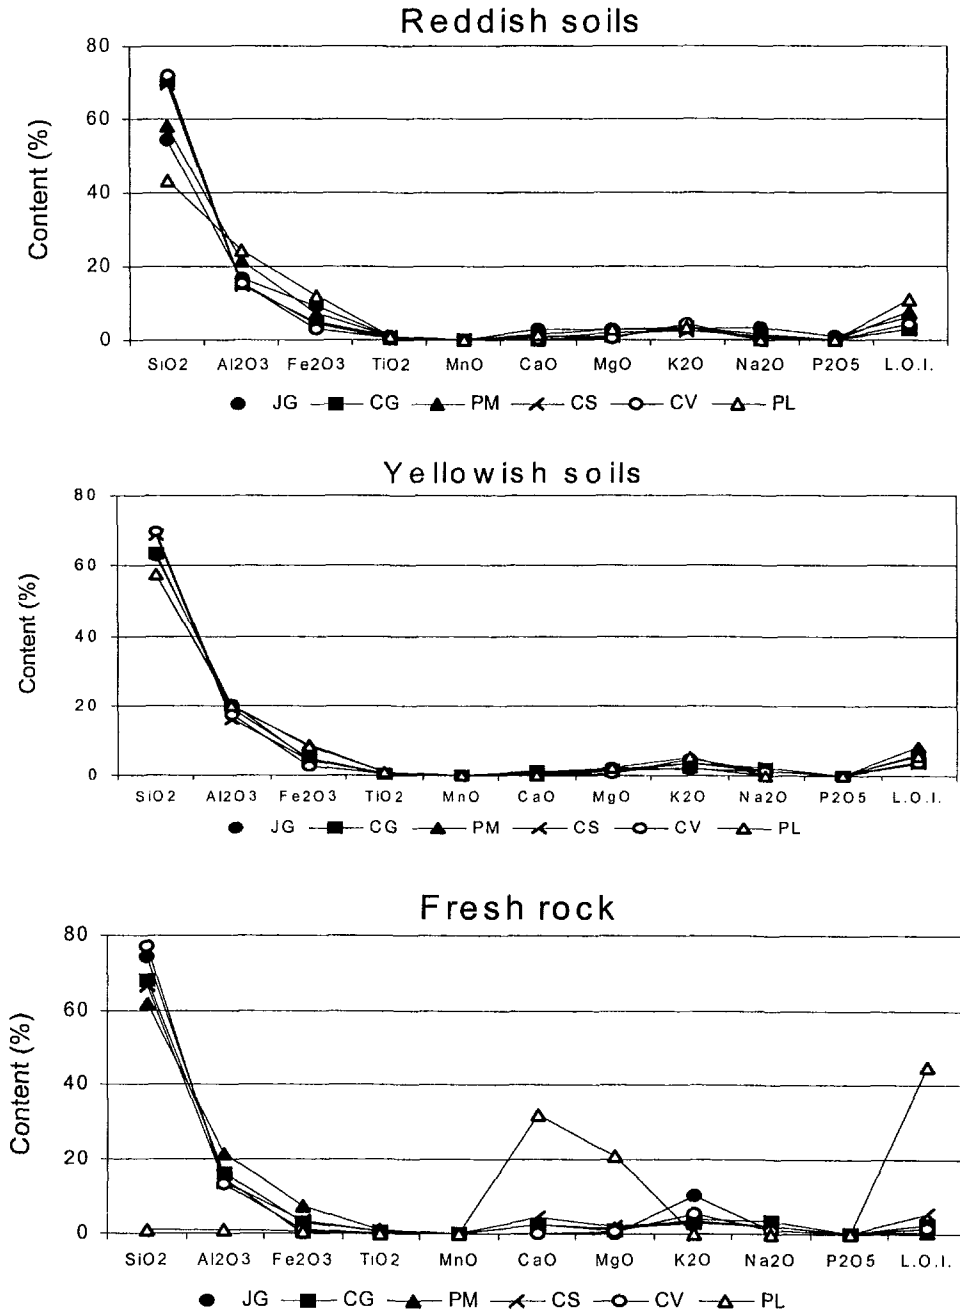 Reddish soils
80
60
40
20
0
Content (%)
SiO2 Al2O3 Fe2O3 TiO2 MnO CaO MgO K2O Na2O P2O5 L.O.I.
JG CG PM CS CV PL
Yellowish soils
80
60
40
20
0
Content (%)
SiO2 Al2O3 Fe2O3 TiO2 MnO CaO MgO K2O Na2O P2O5 L.O.I.
JG CG PM CS CV PL
Fresh rock
80
60
40
20
0
Content (%)
SiO2 Al2O3 Fe2O3 TiO2 MnO CaO MgO K2O Na2O P2O5 L.O.I.
JG CG PM CS CV PL